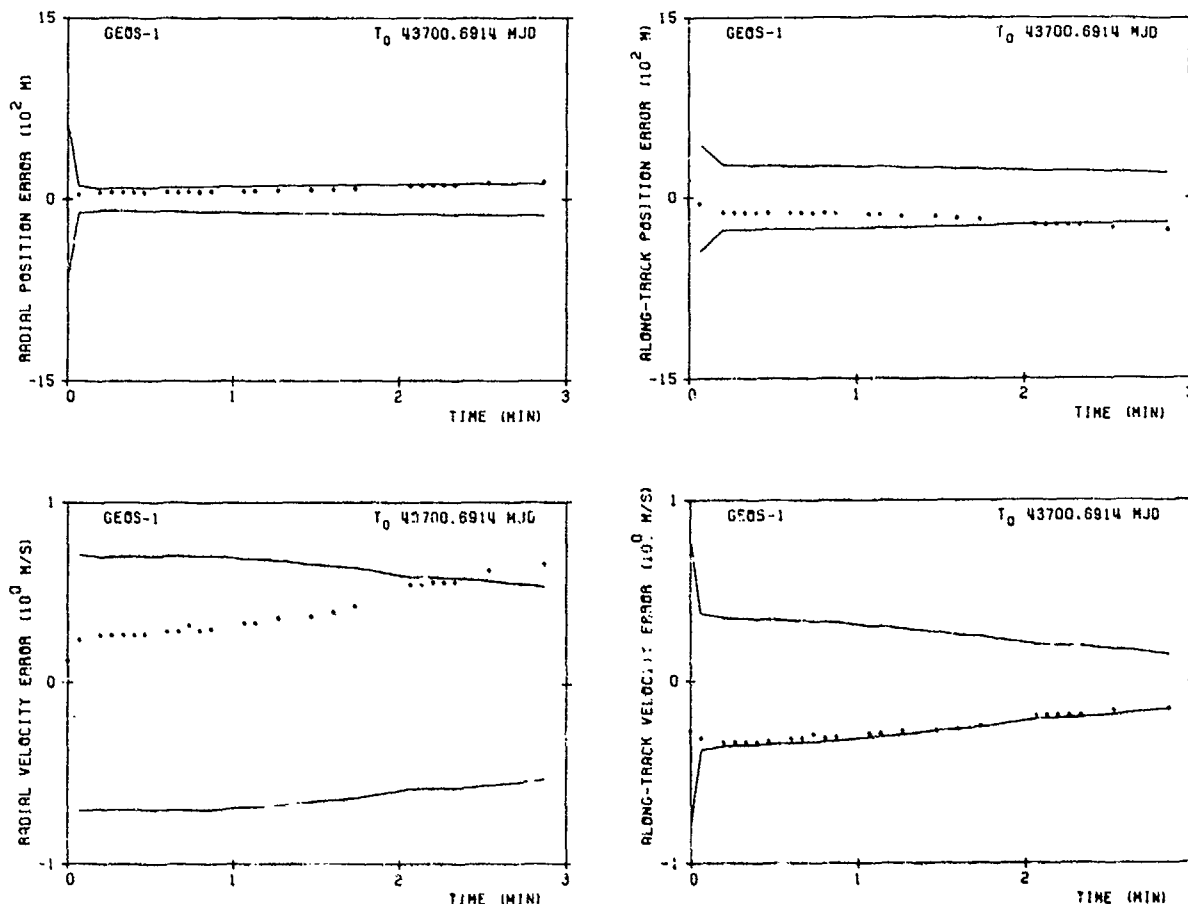 15
GEOS-1
T0 43700.6914 MJD
RADIAL POSITION ERROR (10^2 M)
0
-15
0 1 2 3
TIME (MIN)
15
GEOS-1
T0 43700.6914 MJD
ALONG-TRACK POSITION ERROR (10^2 M)
0
-15
0 1 2 3
TIME (MIN)
1
GEOS-1
T0 43700.6914 MJD
RADIAL VELOCITY ERROR (10^0 M/S)
0
-1
0 1 2 3
TIME (MIN)
1
GEOS-1
T0 43700.6914 MJD
ALONG-TRACK VELOCITY ERROR (10^0 M/S)
0
-1
0 1 2
TIME (MIN)